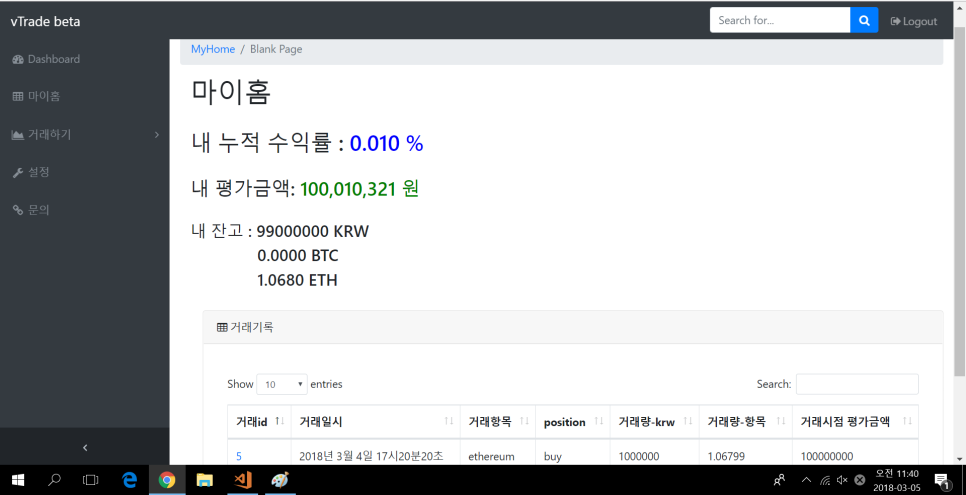 vTrade beta
Search for...
Logout
Dashboard
마이홈
거래하기
설정
문의
MyHome / Blank Page
마이홈
내 누적 수익률 : 0.010 %
내 평가금액: 100,010,321 원
내 잔고 : 99000000 KRW
0.0000 BTC
1.0680 ETH
거래기록
Show 10 entries
Search:
거래id 거래일시 거래항목 position 거래량-krw 거래량-항목 거래시점 평가금액
5 2018년 3월 4일 17시20분20초 ethereum buy 1000000 1.06799 100000000
오전 11:40
2018-03-05
1